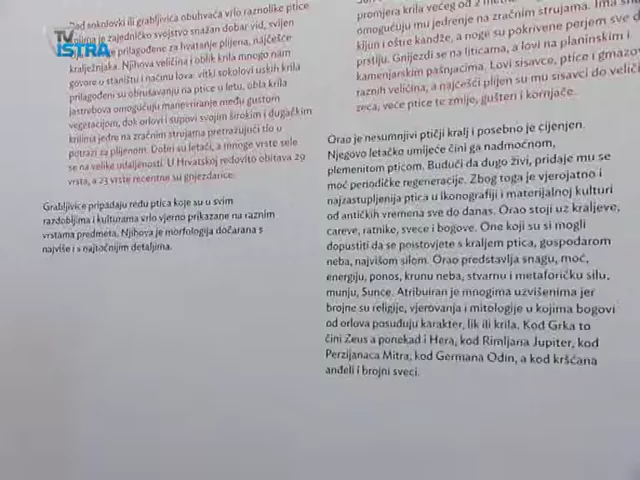 TV
ISTRA
Red sokolovki ili grabljivica obuhvaća vrlo raznolike ptice
kojima je zajedničko svojstvo snažan dobar vid, svijen
kljun prilagođene za hvatanje plijena, najčešće
kralježnjaka. Njihova veličina i oblik krila mnogo nam
govore o staništu i načinu lova: vitki sokolovi uskih krila
prilagođeni su obrušavanju na ptice u letu, obla krila
jastrebova omogućuju manevriranje među gustom
vegetacijom, dok orlovi i supovi svojim širokim i dugačkim
krilima jedre na zračnim strujama pretražujući tlo u
potrazi za plijenom. Dobri su letači, a mnoge vrste sele
se na velike udaljenosti. U Hrvatskoj redovito obitava 29
vrsta, a 23 vrste recentne su gnjezdarice.
Grabljivice pripadaju redu ptica koje su u svim
razdobljima i kulturama vrlo vjerno prikazane na raznim
vrstama predmeta. Njihova je morfologija dočarana s
najviše i s najtočnijim detaljima.
promjera krila većeg od 2 
omogućuju mu jedrenje na zračnim strujama. Ima
kljun i oštre kandže, a noge su pokrivene perjem sve d
prstiju. Gnijezdi se na liticama, a lovi na planinskim i
kamenjarskim pašnjacima. Lovi sisavce, ptice i gmazo
raznih veličina, a najčešći plijen su mu sisavci do velič
zeca, veće ptice te zmije, gušteri i kornjače.
Orao je nesumnjivi ptičji kralj i posebno je cijenjen.
Njegovo letačko umijeće čini ga nadmoćnom,
plemenitom pticom. Budući da dugo živi, pridaje mu se
moć periodičke regeneracije. Zbog toga je vjerojatno i
najzastupljenija ptica u ikonografiji i materijalnoj kulturi
od antičkih vremena sve do danas. Orao stoji uz kraljeve,
careve, ratnike, svece i bogove. One koji su si mogli
dopustiti da se poistovjete s kraljem ptica, gospodarom
neba, najvišom silom. Orao predstavlja snagu, moć,
energiju, ponos, krunu neba, stvarnu i metaforičku silu,
munju, Sunce. Atribuiran je mnogima uzvišenima jer
brojne su religije, vjerovanja i mitologije u kojima bogovi
od orlova posuđuju karakter, lik ili krila. Kod Grka to
čini Zeus a ponekad i Hera, kod Rimljana Jupiter, kod
Perzijanaca Mitra, kod Germana Odin, a kod kršćana
anđeli i brojni sveci.